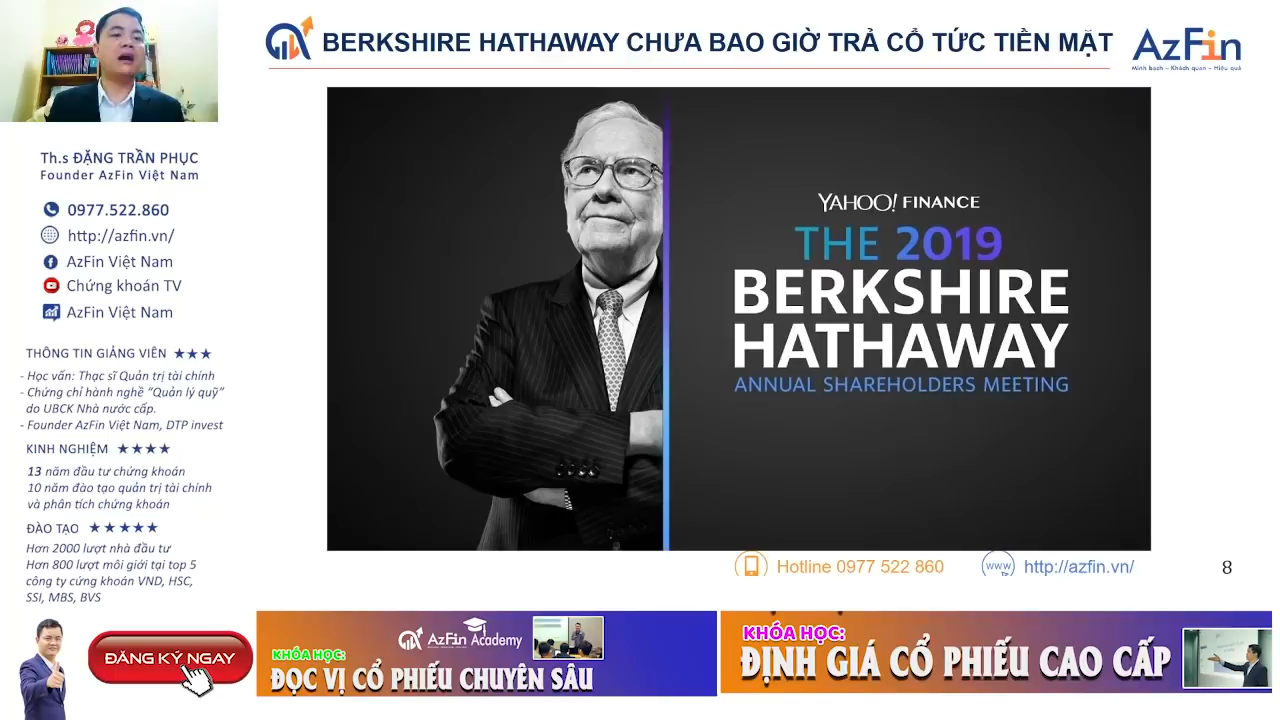 BERKSHIRE HATHAWAY CHƯA BAO GIỜ TRẢ CỔ TỨC TIỀN MẶT
AzFin
Minh bạch – Khách quan – Hiệu quả
Th.s ĐẶNG TRẦN PHỤC
Founder AzFin Việt Nam
0977.522.860
http://azfin.vn/
AzFin Việt Nam
Chứng khoán TV
AzFin Việt Nam
THÔNG TIN GIẢNG VIÊN ★★★
- Học vấn: Thạc sĩ Quản trị tài chính
- Chứng chỉ hành nghề “Quản lý quỹ”
do UBCK Nhà nước cấp.
- Founder AzFin Việt Nam, DTP invest
KINH NGHIỆM ★★★★
13 năm đầu tư chứng khoán
10 năm đào tạo quản trị tài chính
và phân tích chứng khoán
ĐÀO TẠO ★★★★★
Hơn 2000 lượt nhà đầu tư
Hơn 800 lượt môi giới tại top 5
công ty cứng khoán VND, HSC,
SSI, MBS, BVS
YAHOO! FINANCE
THE 2019
BERKSHIRE
HATHAWAY
ANNUAL SHAREHOLDERS MEETING
Hotline 0977 522 860
www
http://azfin.vn/
8
ĐĂNG KÝ NGAY
AzFin Academy
KHÓA HỌC:
ĐỌC VỊ CỔ PHIẾU CHUYÊN SÂU
KHÓA HỌC:
ĐỊNH GIÁ CỔ PHIẾU CAO CẤP